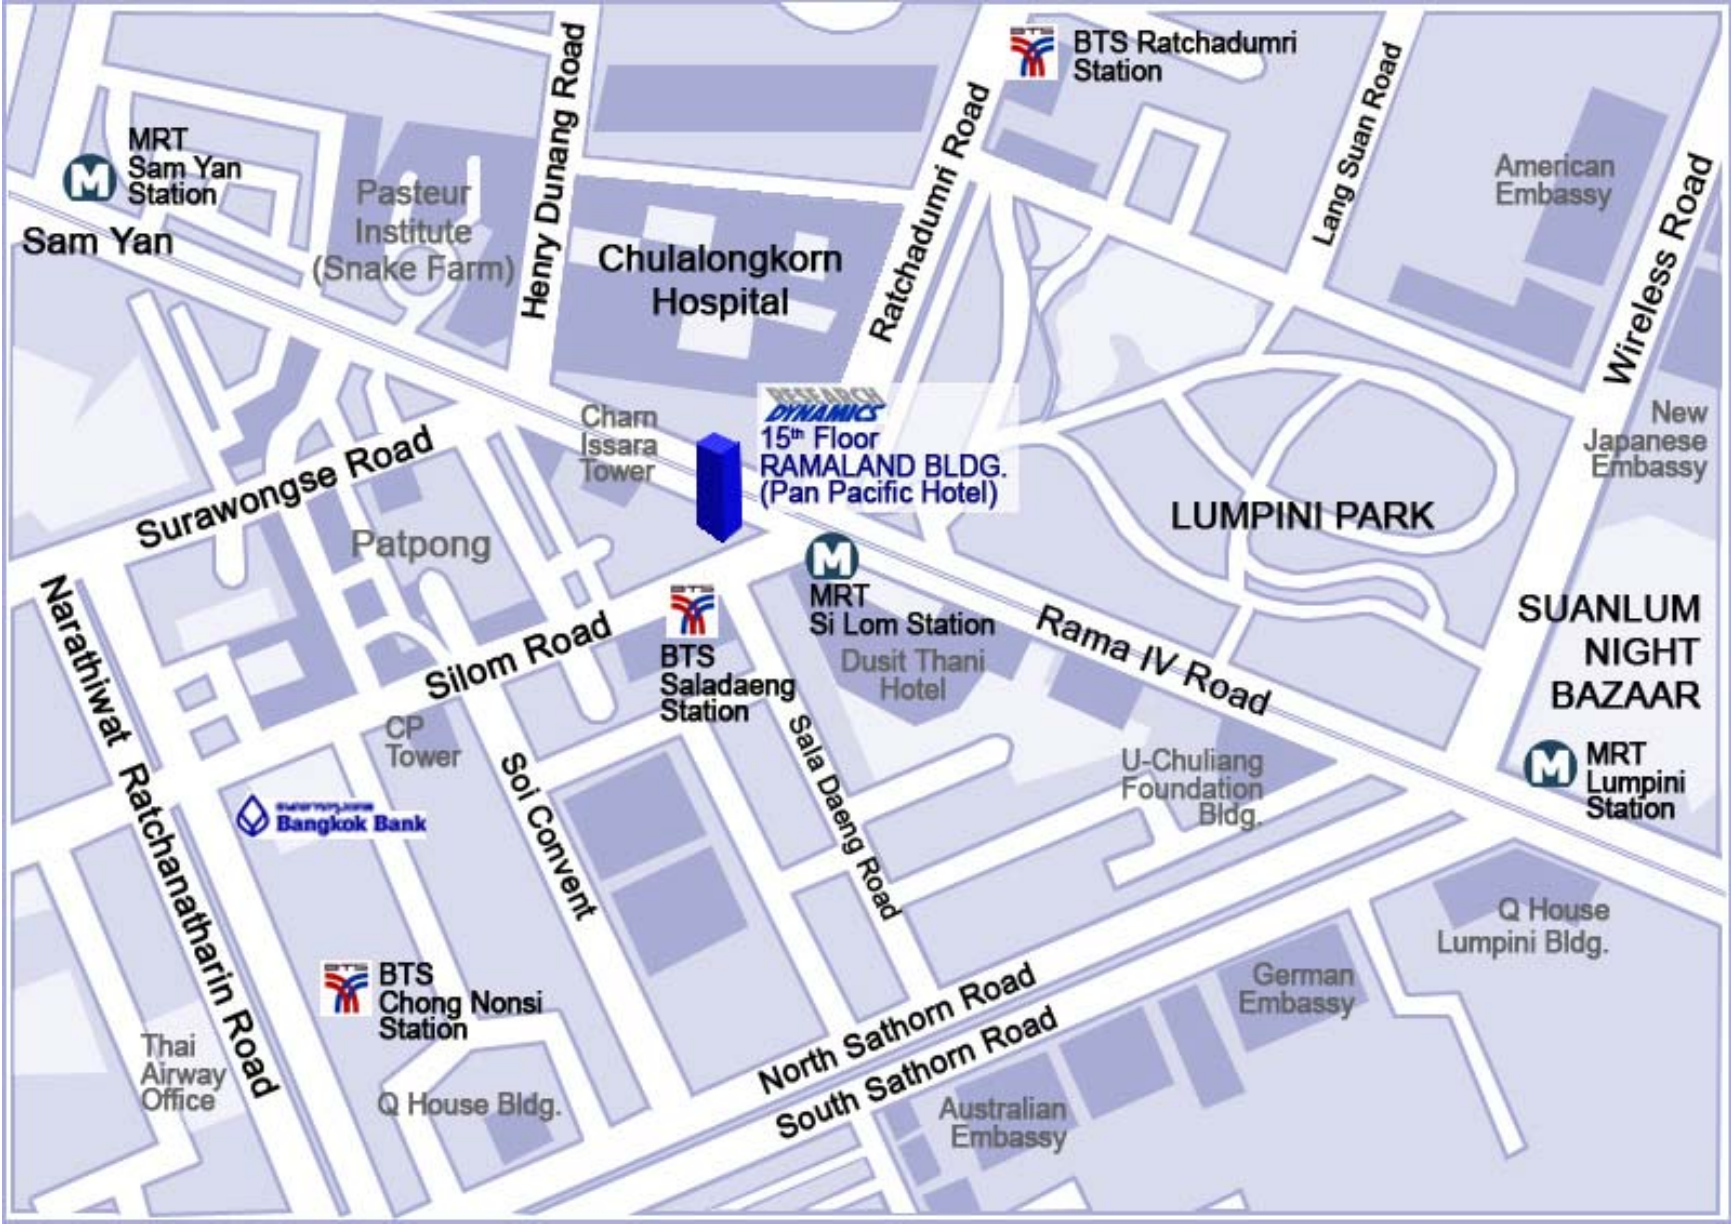 BTS
BTS Ratchadumri
Station
Henry Dunang Road
Ratchadumri Road
Lang Suan Road
Wireless Road
American
Embassy
M
MRT
Sam Yan
Station
Sam Yan
Pasteur
Institute
(Snake Farm)
Chulalongkorn
Hospital
RESEARCH
DYNAMICS
15th Floor
RAMALAND BLDG.
(Pan Pacific Hotel)
Charn
Issara
Tower
New
Japanese
Embassy
Surawongse Road
Patpong
LUMPINI PARK
M
MRT
Si Lom Station
BTS
BTS
Saladaeng
Station
Silom Road
Rama IV Road
Dusit Thani
Hotel
SUANLUM
NIGHT
BAZAAR
M
MRT
Lumpini
Station
Narathiwat Ratchanatharin Road
CP
Tower
Soi Convent
Sala Daeng Road
U-Chuliang
Foundation
Bldg.
Bangkok Bank
Q House
Lumpini Bldg.
BTS
BTS
Chong Nonsi
Station
German
Embassy
North Sathorn Road
South Sathorn Road
Thai
Airway
Office
Q House Bldg.
Australian
Embassy